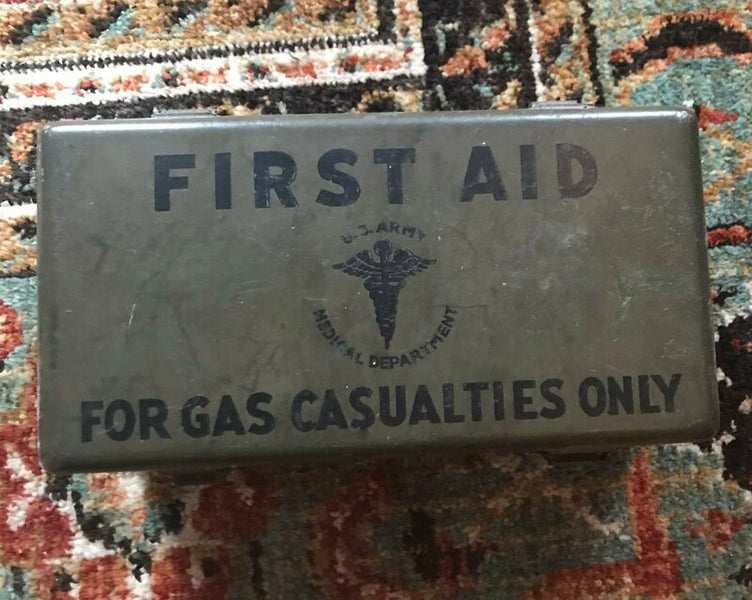 FIRST AID
U.S. ARMY
MEDICAL DEPARTMENT
FOR GAS CASUALTIES ONLY